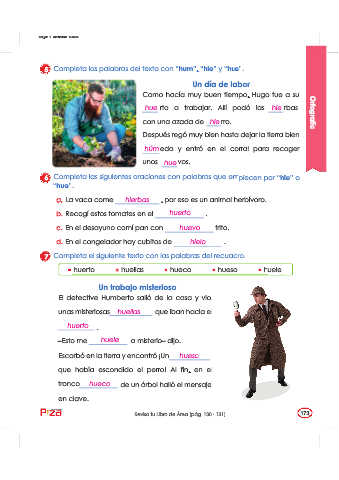 5 Completa las palabras del texto con "hum", "hie" y "hue".
Un día de labor
Como hacía muy buen tiempo, Hugo fue a su
hue rto a trabajar. Allí podó las hie rbas
con una azada de hie rro.
Después regó muy bien hasta dejar la tierra bien
húm eda y entró en el corral para recoger
unos hue vos.
Ortografía
6 Completa las siguientes oraciones con palabras que empiecen por "hie" o
"hue".
a. La vaca come hierbas , por eso es un animal herbívoro.
b. Recogí estos tomates en el huerto .
c. En el desayuno comí pan con huevo frito.
d. En el congelador hay cubitos de hielo .
7 Completa el siguiente texto con las palabras del recuadro.
• huerto • huellas • hueco • hueso • huele
Un trabajo misterioso
El detective Humberto salió de la casa y vio
unas misteriosas huellas que iban hacia el
huerto .
–Esto me huele a misterio– dijo.
Escarbó en la tierra y encontró ¡Un hueso
que había escondido el perro! Al fin, en el
tronco hueco de un árbol halló el mensaje
en clave.
Revisa tu Libro de Área (pág. 130 - 131)
173